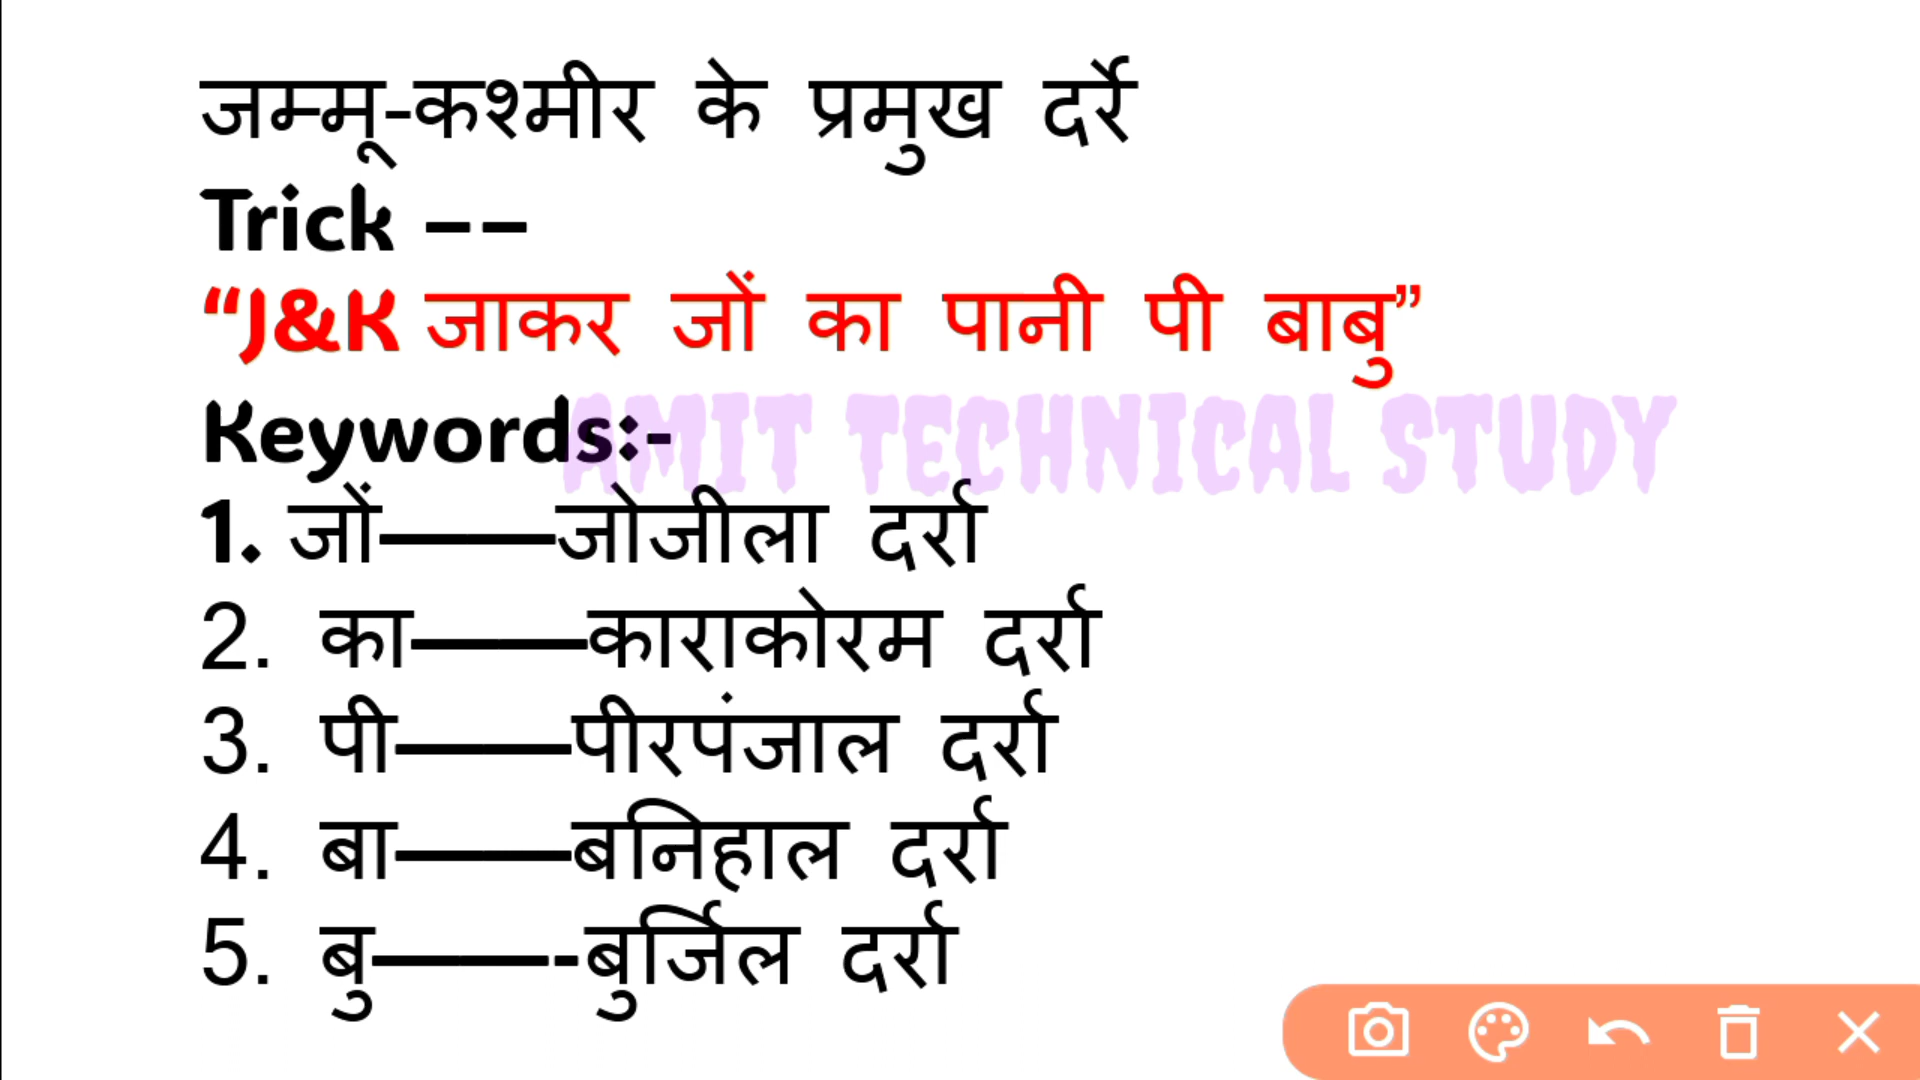 जम्मू-कश्मीर के प्रमुख दर्रे
Trick --
“J&K जाकर जों का पानी पी बाबु”
AMIT TECHNICAL STUDY
Keywords:-
1. जों———जोजीला दर्रा
2. का———काराकोरम दर्रा
3. पी———पीरपंजाल दर्रा
4. बा———बनिहाल दर्रा
5. बु———-बुर्जिल दर्रा